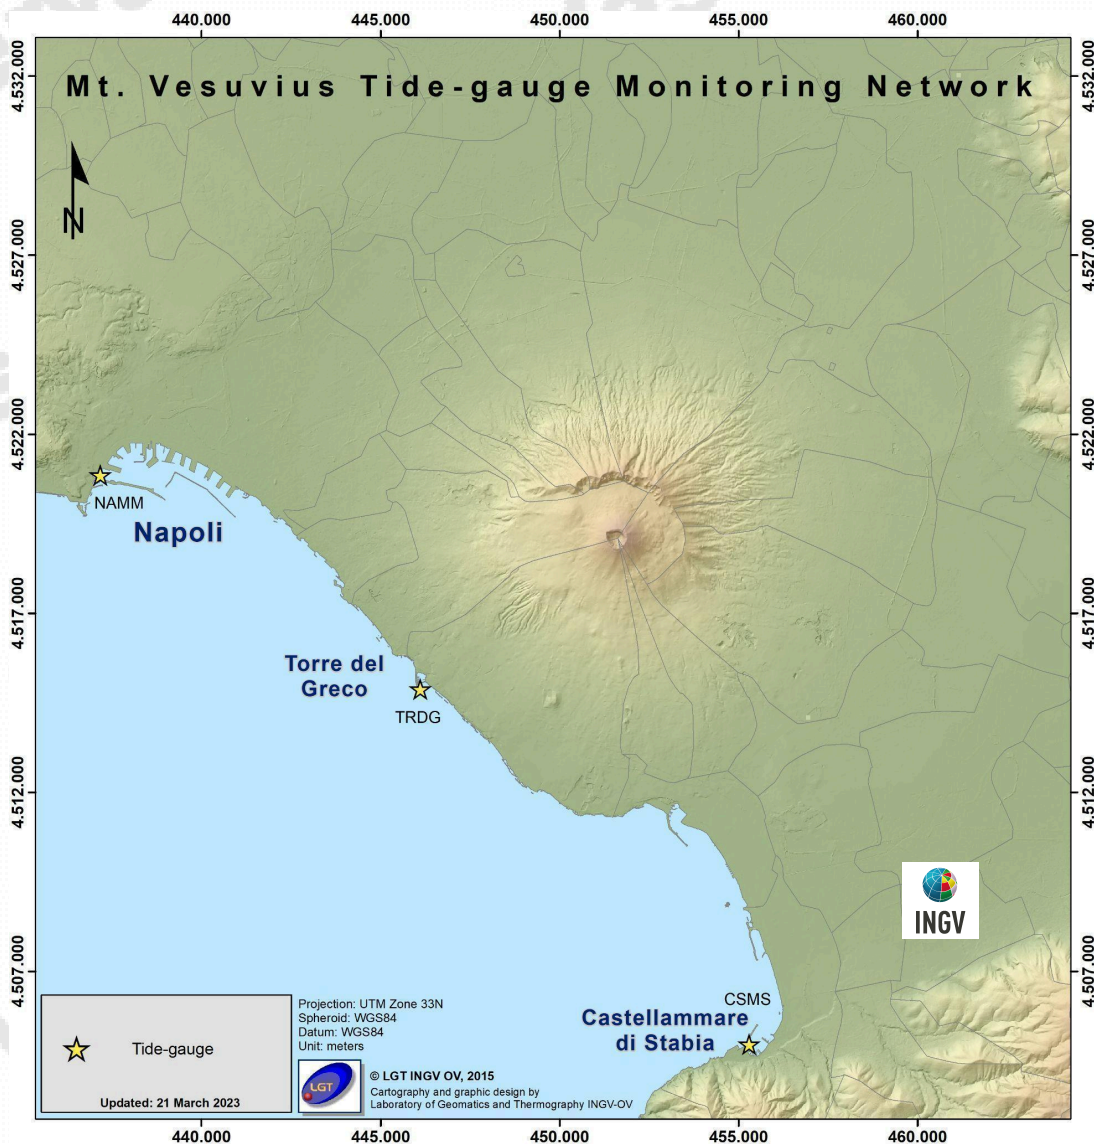 440.000 445.000 450.000 455.000 460.000
Mt. Vesuvius Tide-gauge Monitoring Network
N
4.532.000
4.527.000
4.522.000
4.517.000
4.512.000
4.507.000
4.532.000
4.527.000
4.522.000
4.517.000
4.512.000
4.507.000
NAMM
Napoli
Torre del
Greco
TRDG
INGV
CSMS
Castellammare
di Stabia
Tide-gauge
Updated: 21 March 2023
Projection: UTM Zone 33N
Spheroid: WGS84
Datum: WGS84
Unit: meters
LGT
© LGT INGV OV, 2015
Cartography and graphic design by
Laboratory of Geomatics and Thermography INGV-OV
440.000 445.000 450.000 455.000 460.000